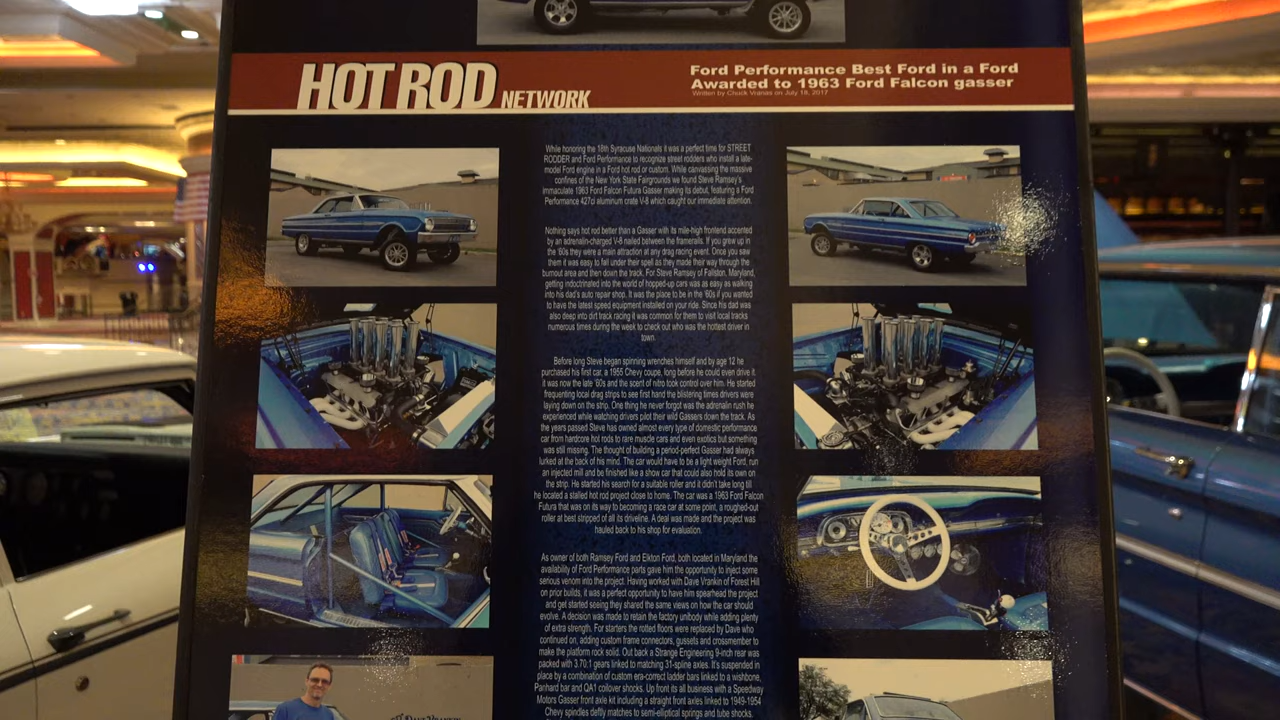 HOT ROD NETWORK
Ford Performance Best Ford in a Ford
Awarded to 1963 Ford Falcon gasser
Written by Chuck Vranas on July 18, 2017
While honoring the 18th Syracuse Nationals it was a perfect time for STREET
RODDER and Ford Performance to recognize street rodders who install a late-
model Ford engine in a Ford hot rod or custom. While canvassing the massive
confines of the New York State Fairgrounds we found Steve Ramsey's
immaculate 1963 Ford Falcon Futura Gasser making its debut, featuring a Ford
Performance 427ci aluminum crate V-8 which caught our immediate attention.
Nothing says hot rod better than a Gasser with its mile-high frontend accented
by an adrenalin-charged V-8 nailed between the framerails. If you grew up in
the '60s they were a main attraction at any drag racing event. Once you saw
them it was easy to fall under their spell as they made their way through the
burnout area and then down the track. For Steve Ramsey of Fallston, Maryland,
getting indoctrinated into the world of hopped-up cars was as easy as walking
into his dad's auto repair shop. It was the place to be in the '60s if you wanted
to have the latest speed equipment installed on your ride. Since his dad was
also deep into dirt track racing it was common for them to visit local tracks
numerous times during the week to check out who was the hottest driver in
town.
Before long Steve began spinning wrenches himself and by age 12 he
purchased his first car, a 1955 Chevy coupe, long before he could even drive it.
It was now the late '60s and the scent of nitro took control over him. He started
frequenting local drag strips to see first hand the blistering times drivers were
laying down on the strip. One thing he never forgot was the adrenalin rush he
experienced while watching drivers pilot their wild Gassers down the track. As
the years passed Steve has owned almost every type of domestic performance
car from hardcore hot rods to rare muscle cars and even exotics but something
was still missing. The thought of building a period-perfect Gasser had always
lurked at the back of his mind. The car would have to be a light weight Ford, run
an injected mill and be finished like a show car that could also hold its own on
the strip. He started his search for a suitable roller and it didn't take long till
he located a stalled hot rod project close to home. The car was a 1963 Ford Falcon
Futura that was on its way to becoming a race car at some point, a roughed-out
roller at best stripped of all its driveline. A deal was made and the project was
hauled back to his shop for evaluation.
As owner of both Ramsey Ford and Elkton Ford, both located in Maryland the
availability of Ford Performance parts gave him the opportunity to inject some
serious venom into the project. Having worked with Dave Vrankin of Forest Hill
on prior builds, it was a perfect opportunity to have him spearhead the project
and get started seeing they shared the same views on how the car should
evolve. A decision was made to retain the factory unibody while adding plenty
of extra strength. For starters the rotted floors were replaced by Dave who
continued on, adding custom frame connectors, gussets and crossmember to
make the platform rock solid. Out back a Strange Engineering 9-inch rear was
packed with 3.70:1 gears linked to matching 31-spline axles. It's suspended in
place by a combination of custom era-correct ladder bars linked to a wishbone,
Panhard bar and QA1 coilover shocks. Up front its all business with a Speedway
Motors Gasser front axle kit including a straight front axles linked to 1949-1954
Chevy spindles deftly matches to semi-elliptical springs and tube shocks.